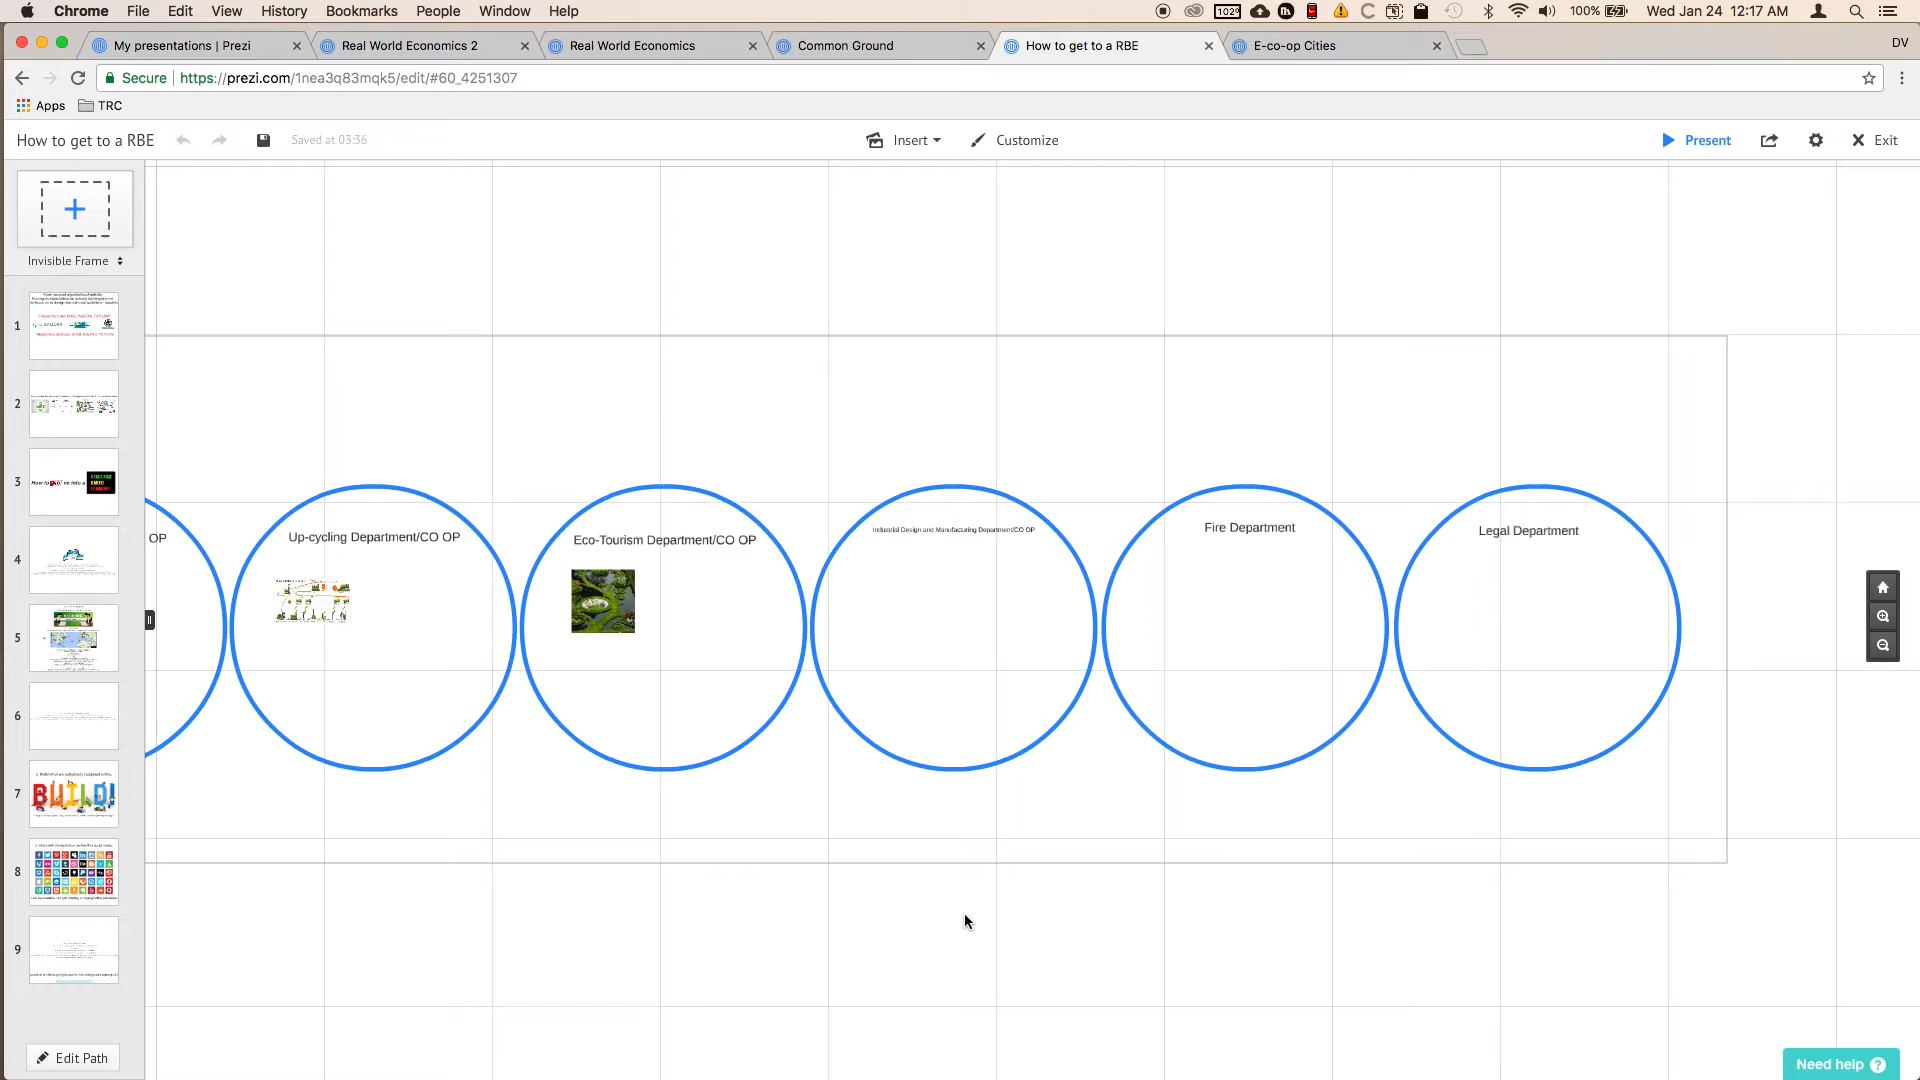 Chrome File Edit View History Bookmarks People Window Help
1029
100%
Wed Jan 24 12:17 AM
My presentations | Prezi
Real World Economics 2
Real World Economics
Common Ground
How to get to a RBE
E-co-op Cities
DV
Secure https://prezi.com/1nea3q83mqk5/edit/#60_4251307
Apps TRC
How to get to a RBE
Saved at 03:36
Insert
Customize
Present
Exit
Invisible Frame
1
2
3
4
5
6
7
BUILD!
8
9
OP
Up-cycling Department/CO OP
Eco-Tourism Department/CO OP
Industrial Design and Manufacturing Department/CO OP
Fire Department
Legal Department
Edit Path
Need help ?